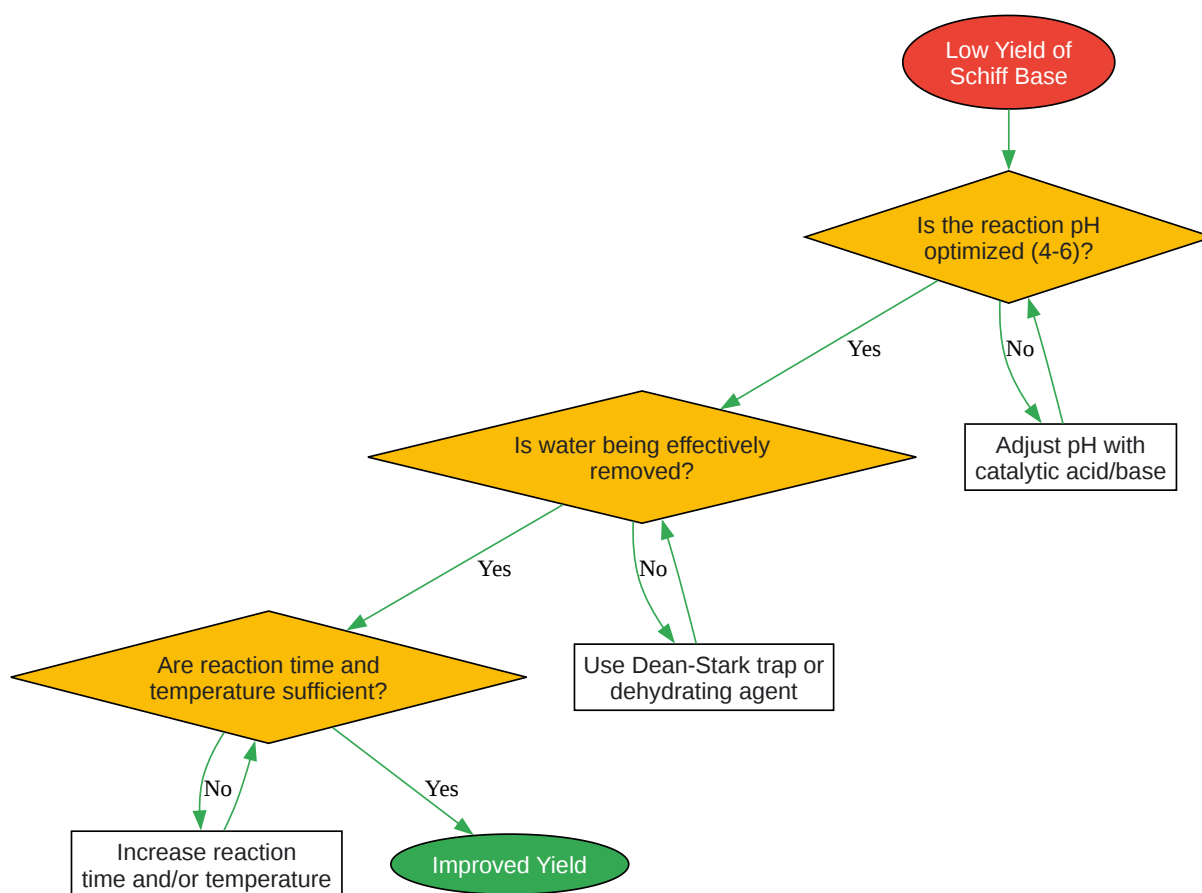 Low Yield of
Schiff Base
Is the reaction pH
optimized (4-6)?
Yes
No
Is water being effectively
removed?
Adjust pH with
catalytic acid/base
Yes
No
Are reaction time and
temperature sufficient?
Use Dean-Stark trap or
dehydrating agent
No
Yes
Increase reaction
time and/or temperature
Improved Yield